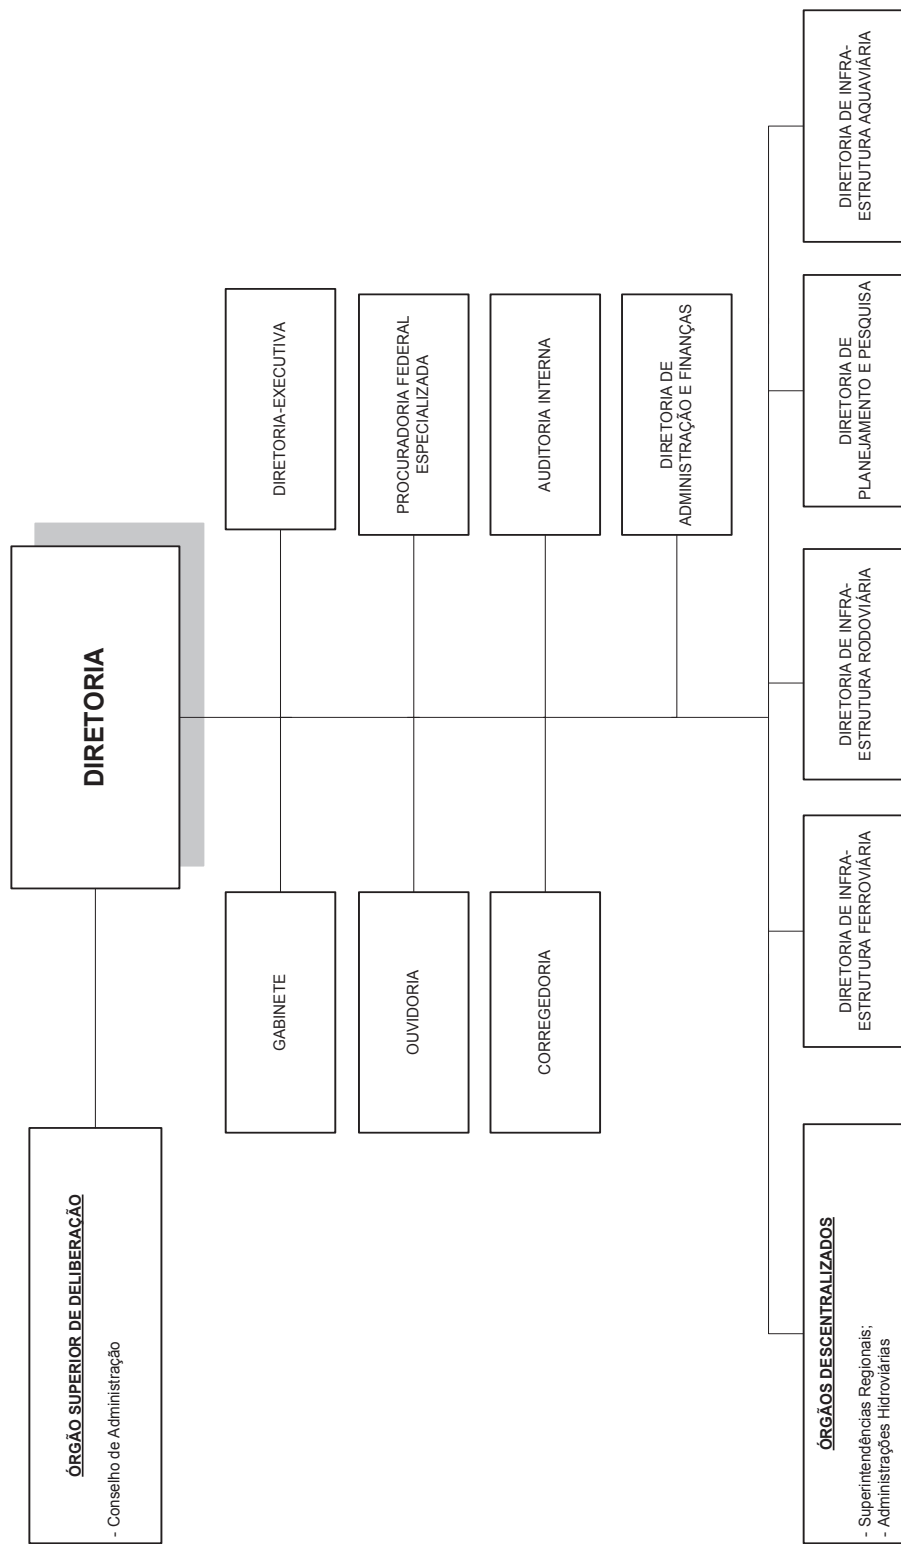 ÓRGÃO SUPERIOR DE DELIBERAÇÃO
- Conselho de Administração
DIRETORIA
GABINETE
DIRETORIA-EXECUTIVA
OUVIDORIA
PROCURADORIA FEDERAL
ESPECIALIZADA
CORREGEDORIA
AUDITORIA INTERNA
DIRETORIA DE
ADMINISTRAÇÃO E FINANÇAS
ÓRGÃOS DESCENTRALIZADOS
- Superintendências Regionais;
- Administrações Hidroviárias
DIRETORIA DE INFRA-
ESTRUTURA FERROVIÁRIA
DIRETORIA DE INFRA-
ESTRUTURA RODOVIÁRIA
DIRETORIA DE
PLANEJAMENTO E PESQUISA
DIRETORIA DE INFRA-
ESTRUTURA AQUAVIÁRIA